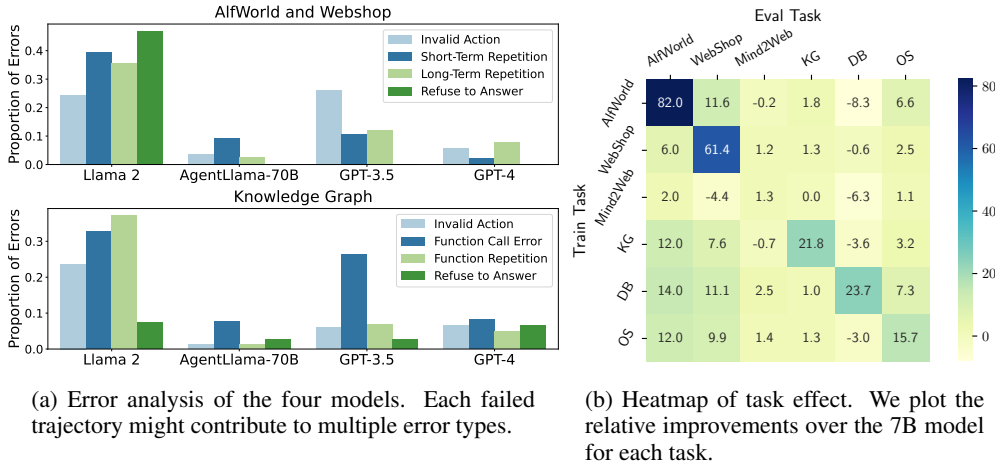 AlfWorld and Webshop
Proportion of Errors
0.4
0.3
0.2
0.1
0.0
Invalid Action
Short-Term Repetition
Long-Term Repetition
Refuse to Answer
Llama 2 AgentLlama-70B GPT-3.5 GPT-4
Knowledge Graph
Proportion of Errors
0.3
0.2
0.1
0.0
Invalid Action
Function Call Error
Function Repetition
Refuse to Answer
Llama 2 AgentLlama-70B GPT-3.5 GPT-4
(a) Error analysis of the four models. Each failed
trajectory might contribute to multiple error types.
Eval Task
AlfWorld WebShop Mind2Web KG DB OS
Train Task
AlfWorld 82.0 11.6 -0.2 1.8 -8.3 6.6
WebShop 6.0 61.4 1.2 1.3 -0.6 2.5
Mind2Web 2.0 -4.4 1.3 0.0 -6.3 1.1
KG 12.0 7.6 -0.7 21.8 -3.6 3.2
DB 14.0 11.1 2.5 1.0 23.7 7.3
OS 12.0 9.9 1.4 1.3 -3.0 15.7
80
60
40
20
0
(b) Heatmap of task effect. We plot the
relative improvements over the 7B model
for each task.